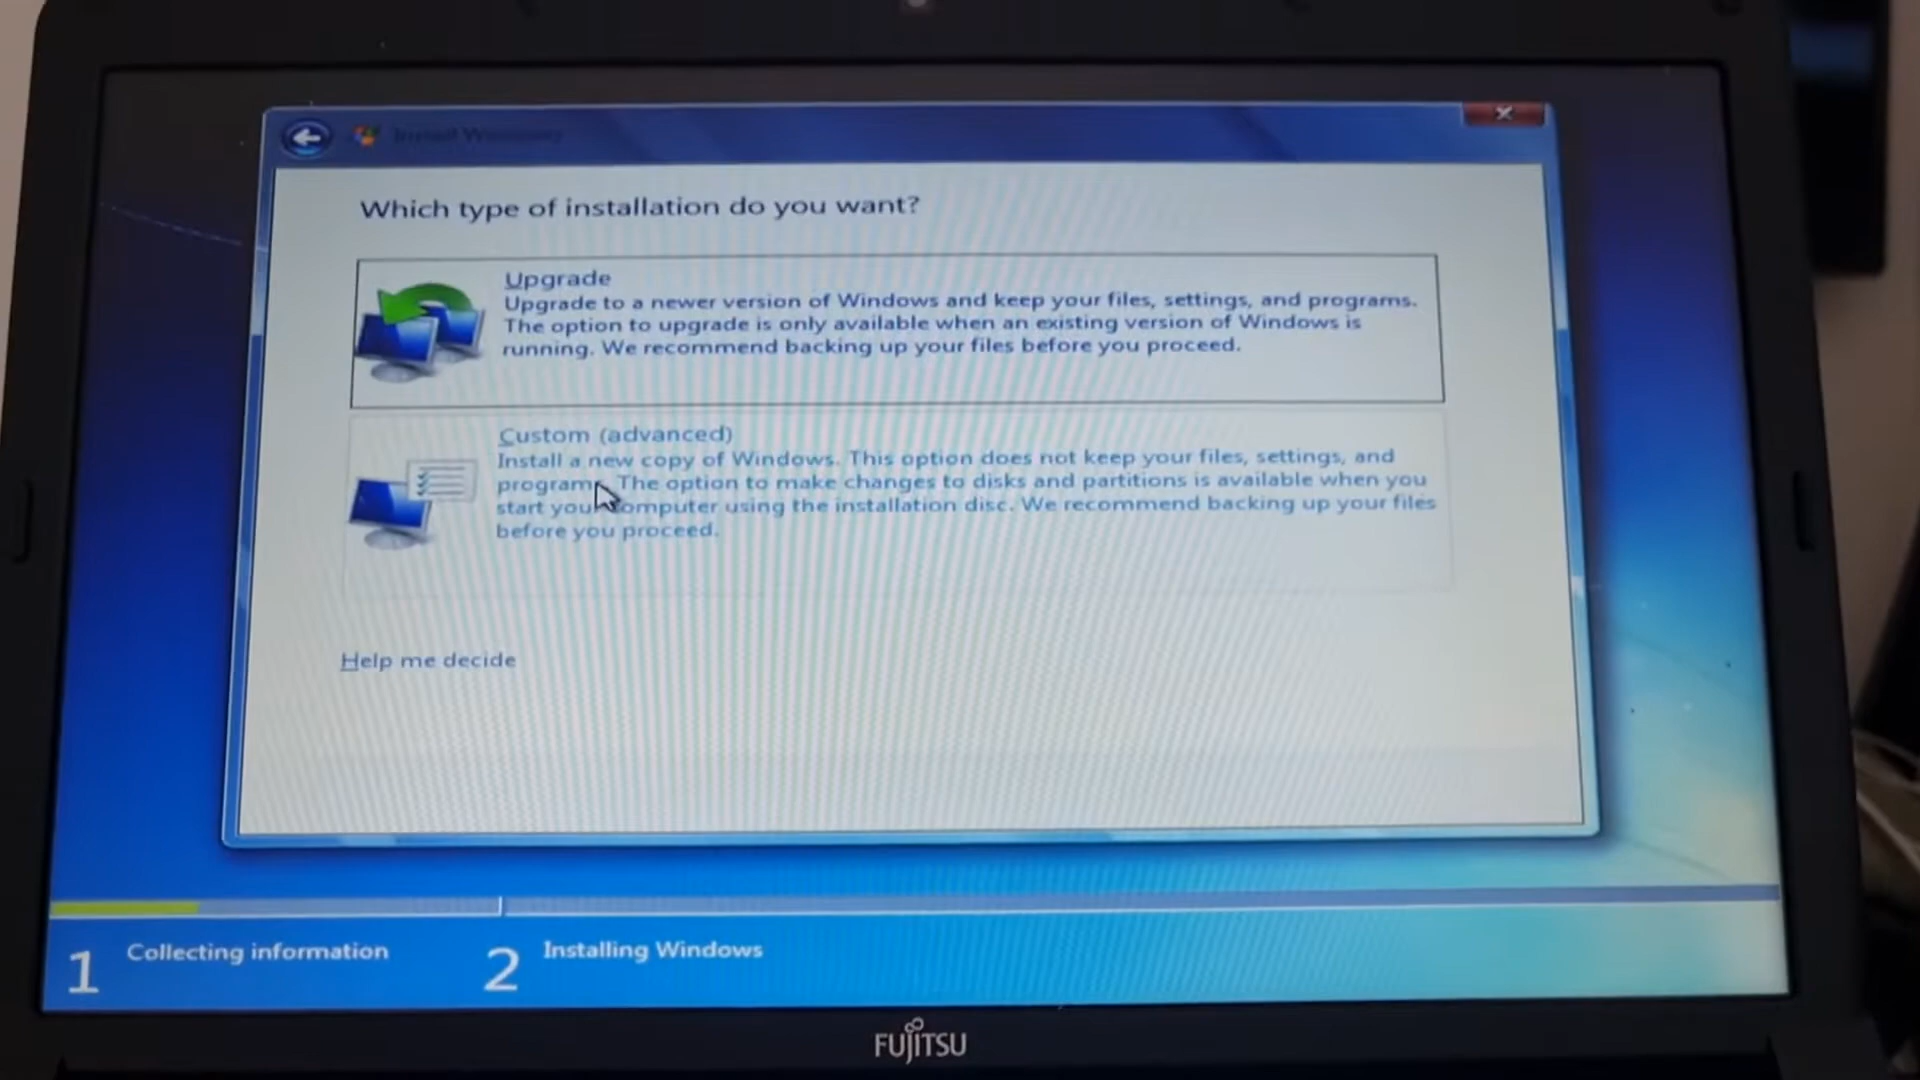 Install Windows
Which type of installation do you want?
Upgrade
Upgrade to a newer version of Windows and keep your files, settings, and programs.
The option to upgrade is only available when an existing version of Windows is
running. We recommend backing up your files before you proceed.
Custom (advanced)
Install a new copy of Windows. This option does not keep your files, settings, and
programs. The option to make changes to disks and partitions is available when you
start your computer using the installation disc. We recommend backing up your files
before you proceed.
Help me decide
1 Collecting information
2 Installing Windows
FUJITSU